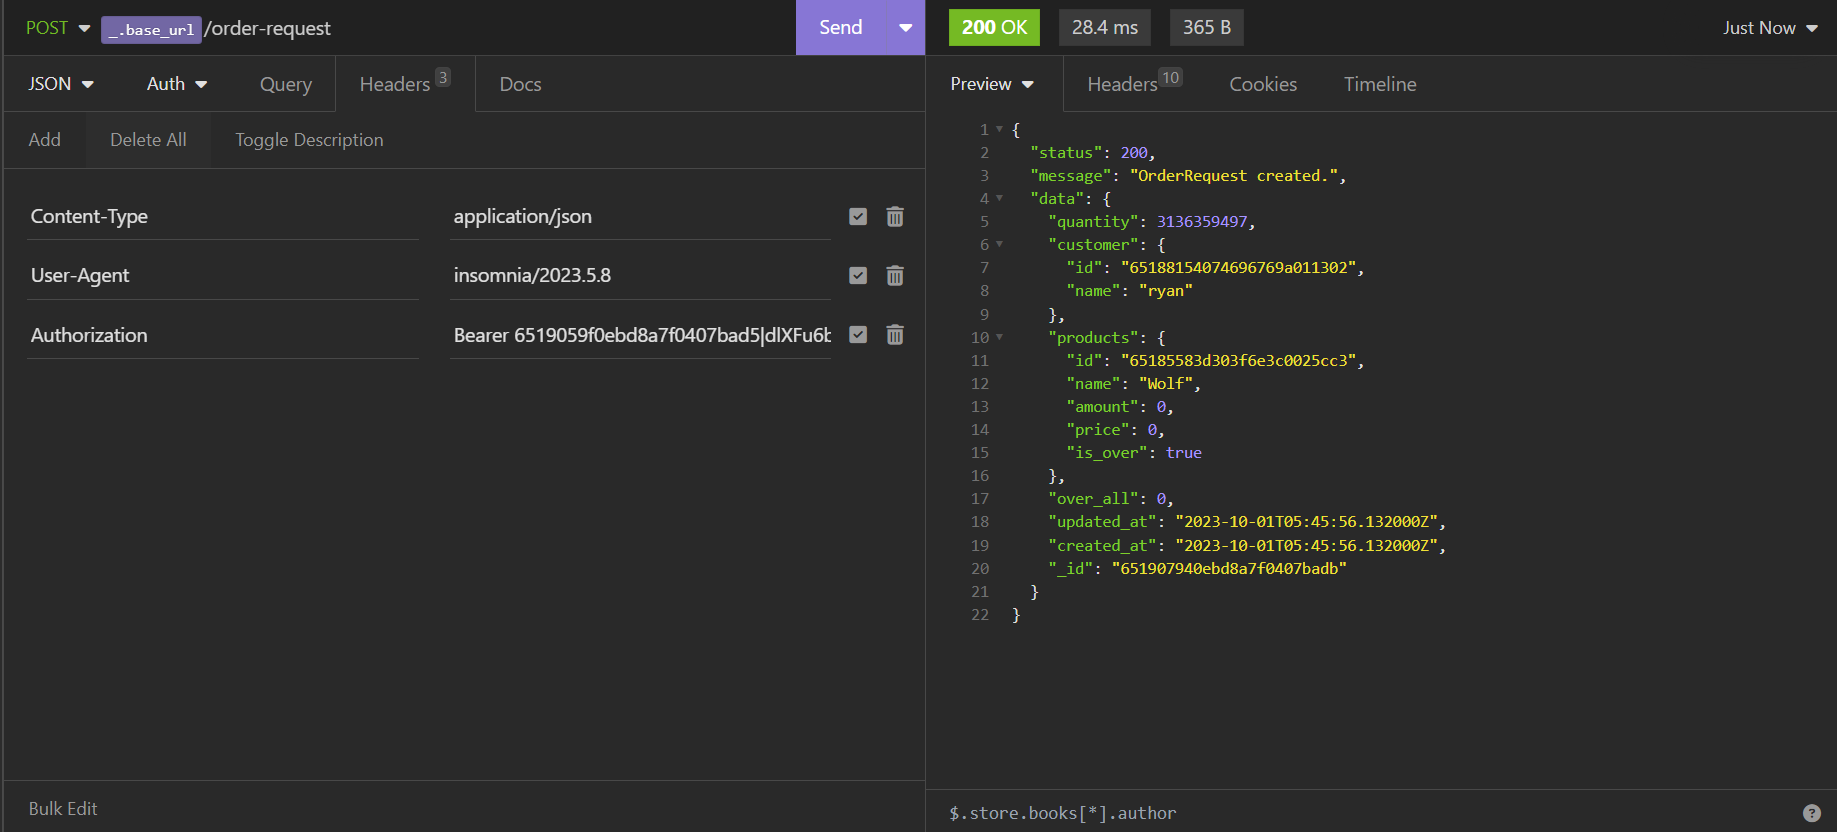 POST _.base_url /order-request Send
JSON Auth Query Headers 3 Docs
Add Delete All Toggle Description
Content-Type application/json
User-Agent insomnia/2023.5.8
Authorization Bearer 6519059f0ebd8a7f0407bad5|dlXFu6b
Bulk Edit
200 OK 28.4 ms 365 B Just Now
Preview Headers 10 Cookies Timeline
1 {
2 "status": 200,
3 "message": "OrderRequest created.",
4 "data": {
5 "quantity": 3136359497,
6 "customer": {
7 "id": "65188154074696769a011302",
8 "name": "ryan"
9 },
10 "products": {
11 "id": "65185583d303f6e3c0025cc3",
12 "name": "Wolf",
13 "amount": 0,
14 "price": 0,
15 "is_over": true
16 },
17 "over_all": 0,
18 "updated_at": "2023-10-01T05:45:56.132000Z",
19 "created_at": "2023-10-01T05:45:56.132000Z",
20 "_id": "651907940ebd8a7f0407badb"
21 }
22 }
$.store.books[*].author ?